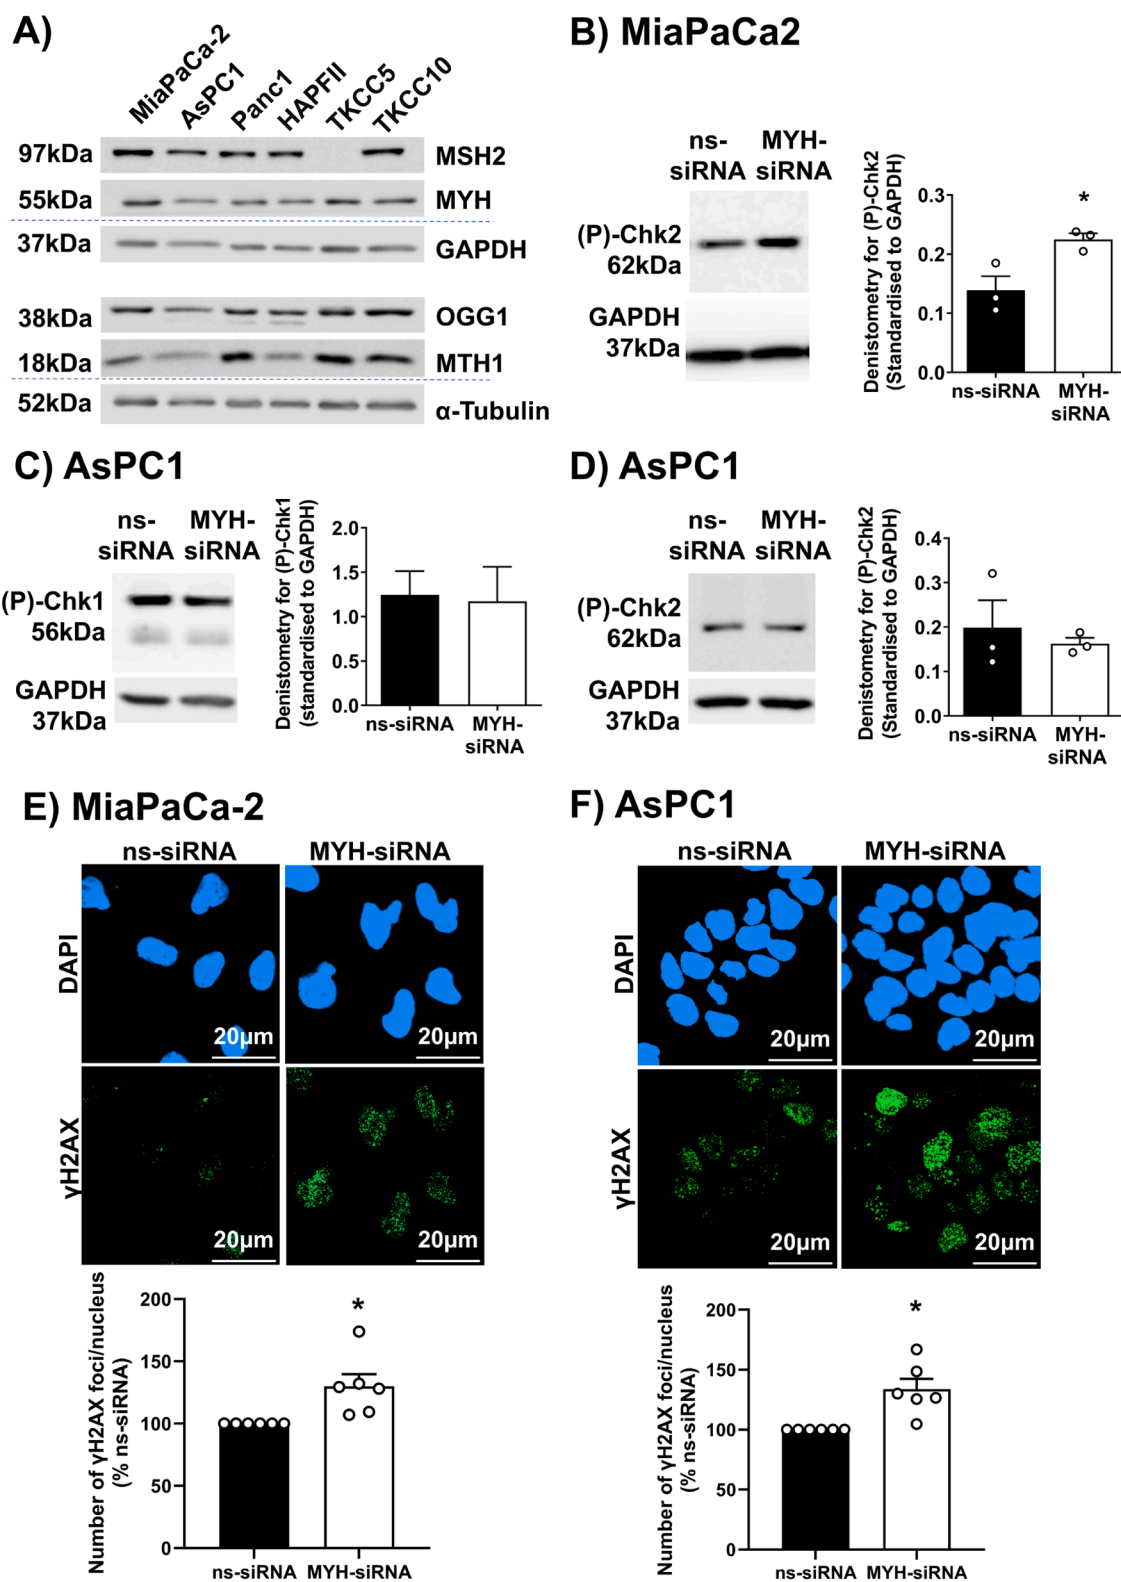 A)
MiaPaCa-2
AsPC1
Panc1
HAPFII
TKCC5
TKCC10
97kDa
MSH2
55kDa
MYH
37kDa
GAPDH
38kDa
OGG1
18kDa
MTH1
52kDa
α-Tubulin
B) MiaPaCa2
ns-
siRNA
MYH-
siRNA
(P)-Chk2
62kDa
GAPDH
37kDa
Denistometry for (P)-Chk2
(Standardised to GAPDH)
0.3
0.2
0.1
0.0
*
ns-siRNA
MYH-
siRNA
C) AsPC1
ns-
siRNA
MYH-
siRNA
(P)-Chk1
56kDa
GAPDH
37kDa
Denistometry for (P)-Chk1
(standardised to GAPDH)
2.0
1.5
1.0
0.5
0.0
ns-siRNA
MYH-
siRNA
D) AsPC1
ns-
siRNA
MYH-
siRNA
(P)-Chk2
62kDa
GAPDH
37kDa
Denistometry for (P)-Chk2
(Standardised to GAPDH)
0.4
0.3
0.2
0.1
0.0
ns-siRNA
MYH-
siRNA
E) MiaPaCa-2
ns-siRNA
MYH-siRNA
DAPI
20µm
20µm
γH2AX
20µm
20µm
Number of γH2AX foci/nucleus
(% ns-siRNA)
200
150
100
50
0
*
ns-siRNA
MYH-siRNA
F) AsPC1
ns-siRNA
MYH-siRNA
DAPI
20µm
20µm
γH2AX
20µm
20µm
Number of γH2AX foci/nucleus
(% ns-siRNA)
200
150
100
50
0
*
ns-siRNA
MYH-siRNA